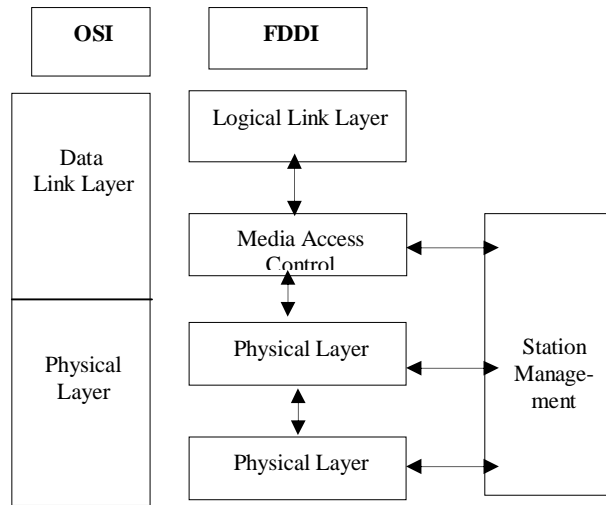 OSI
FDDI
Logical Link Layer
Data
Link Layer
Media Access
Control
Physical
Layer
Physical Layer
Physical Layer
Station
Manage-
ment